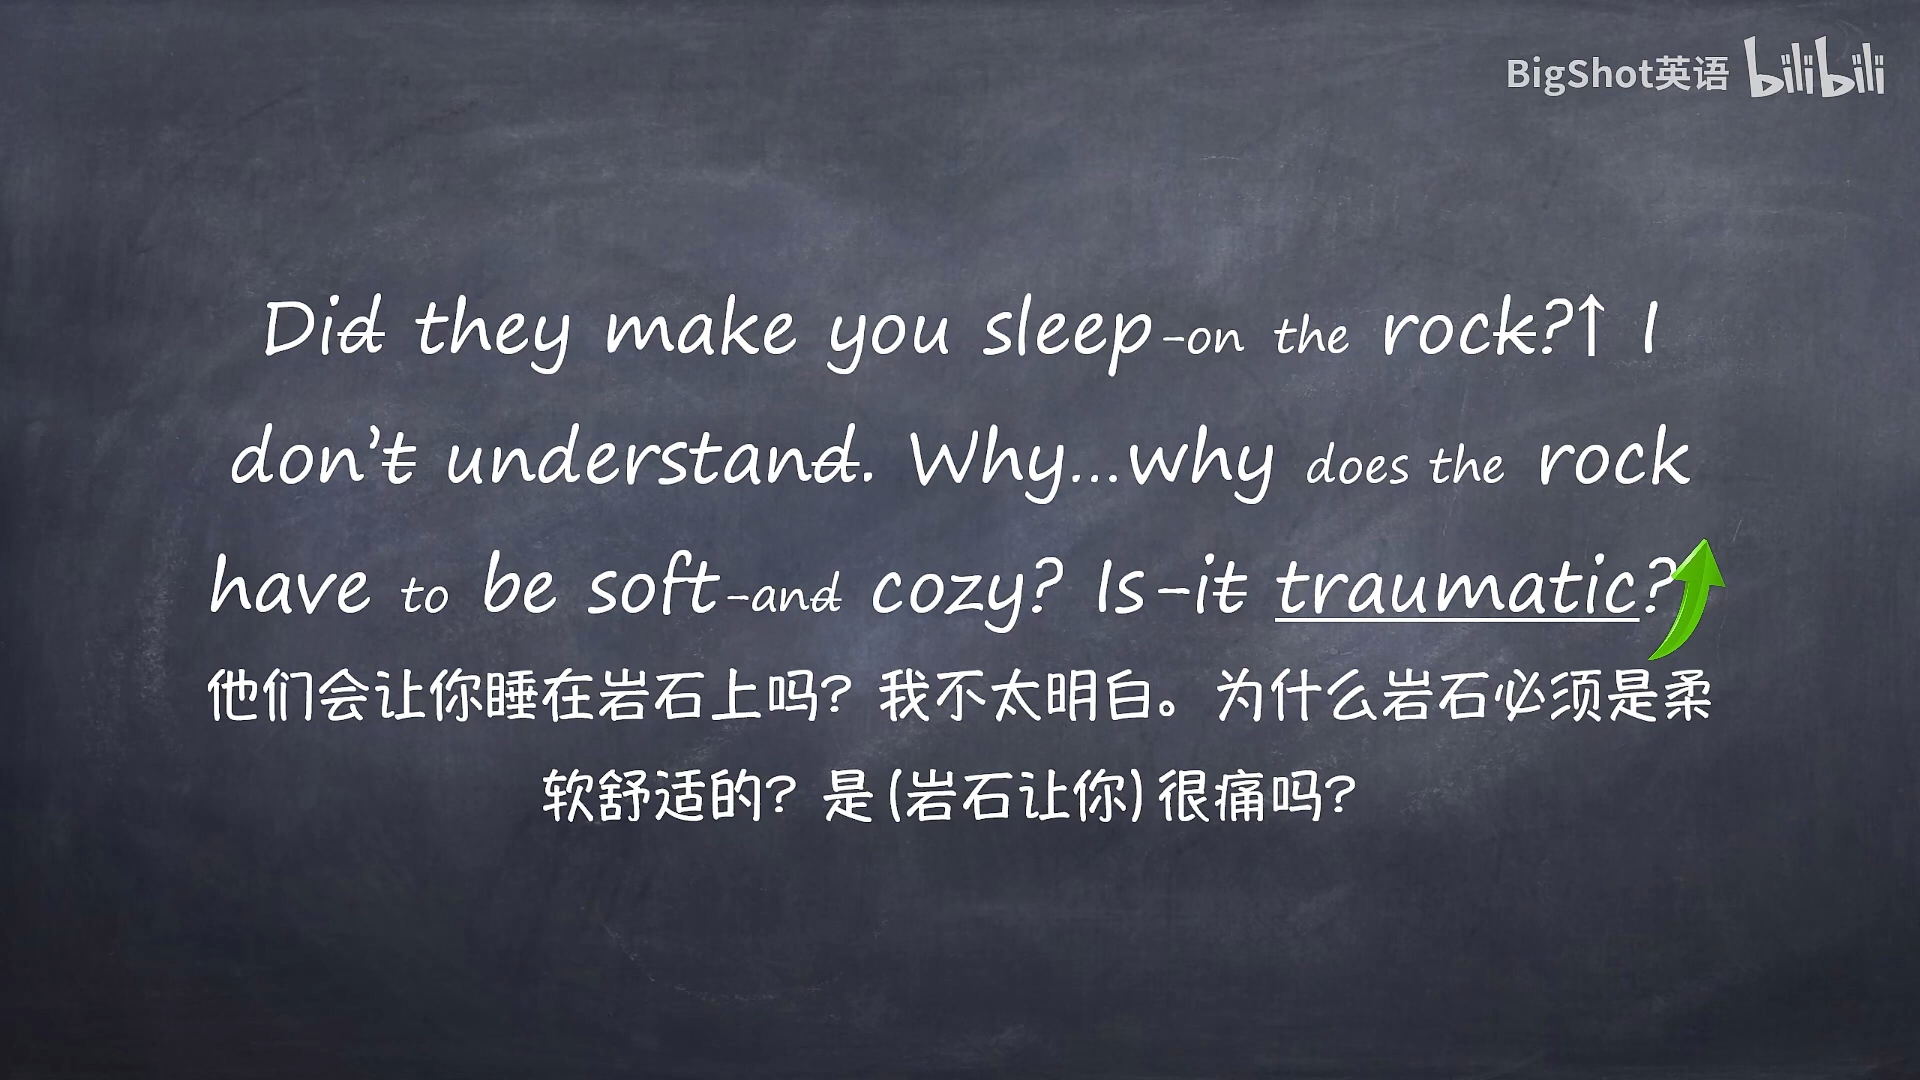 BigShot英语 bilibili
Did they make you sleep-on the rock?↑ I
don't understand. Why...why does the rock
have to be soft-and cozy? Is-it traumatic?
他们会让你睡在岩石上吗？我不太明白。为什么岩石必须是柔
软舒适的？是(岩石让你)很痛吗？